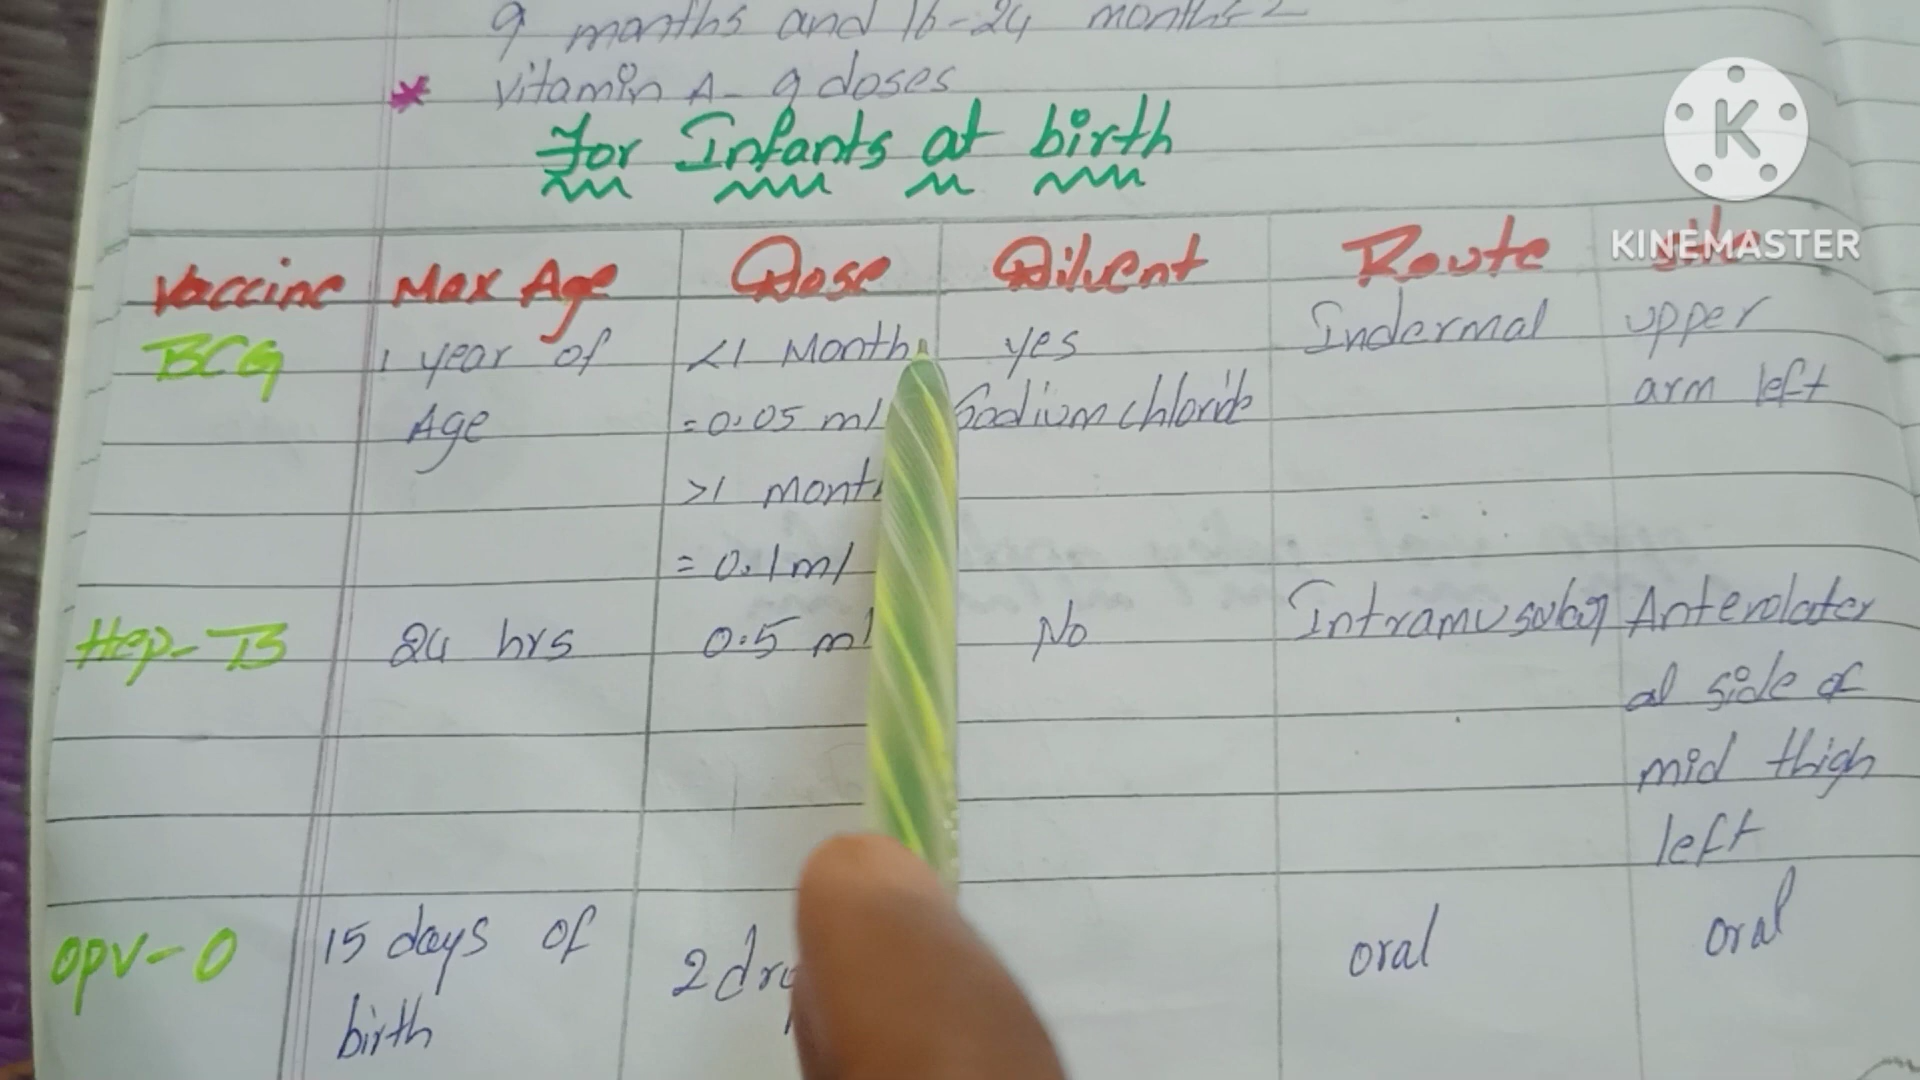 9 months and 16-24 months
* vitamin A - 9 doses
For Infants at birth
Vaccine Max Age Dose Diluent Route
BCG 1 year of <1 Month yes Indermal upper
Age =0.05 ml Sodium chloride arm left
>1 month
= 0.1ml
Hep-B 24 hrs 0.5 ml No Anterolater
al side of
mid thigh
left
OPV-0 15 days of 2 oral oral
birth
KINEMASTER